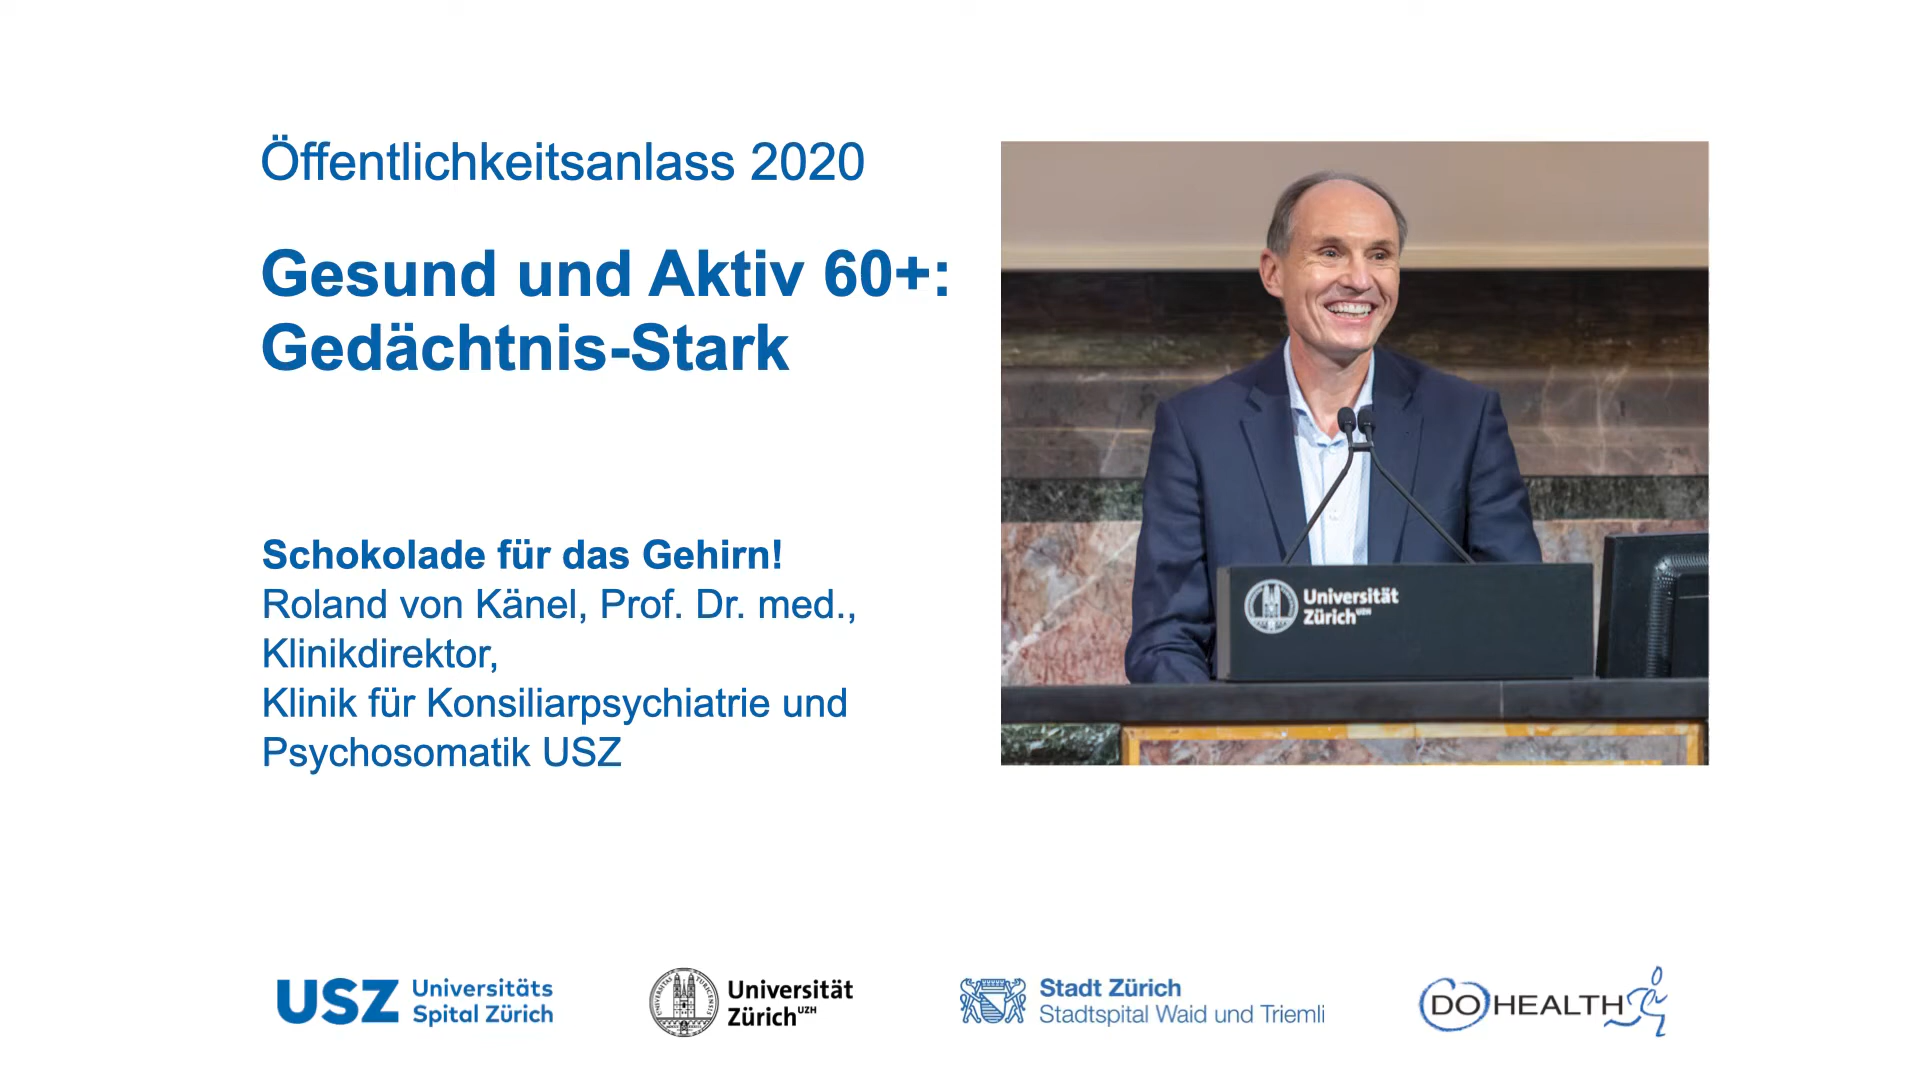 Öffentlichkeitsanlass 2020
Gesund und Aktiv 60+:
Gedächtnis-Stark
Schokolade für das Gehirn!
Roland von Känel, Prof. Dr. med.,
Klinikdirektor,
Klinik für Konsiliarpsychiatrie und
Psychosomatik USZ
Universität
Zürich UZH
USZ Universitäts
Spital Zürich
Universität
Zürich UZH
Stadt Zürich
Stadtspital Waid und Triemli
DO HEALTH